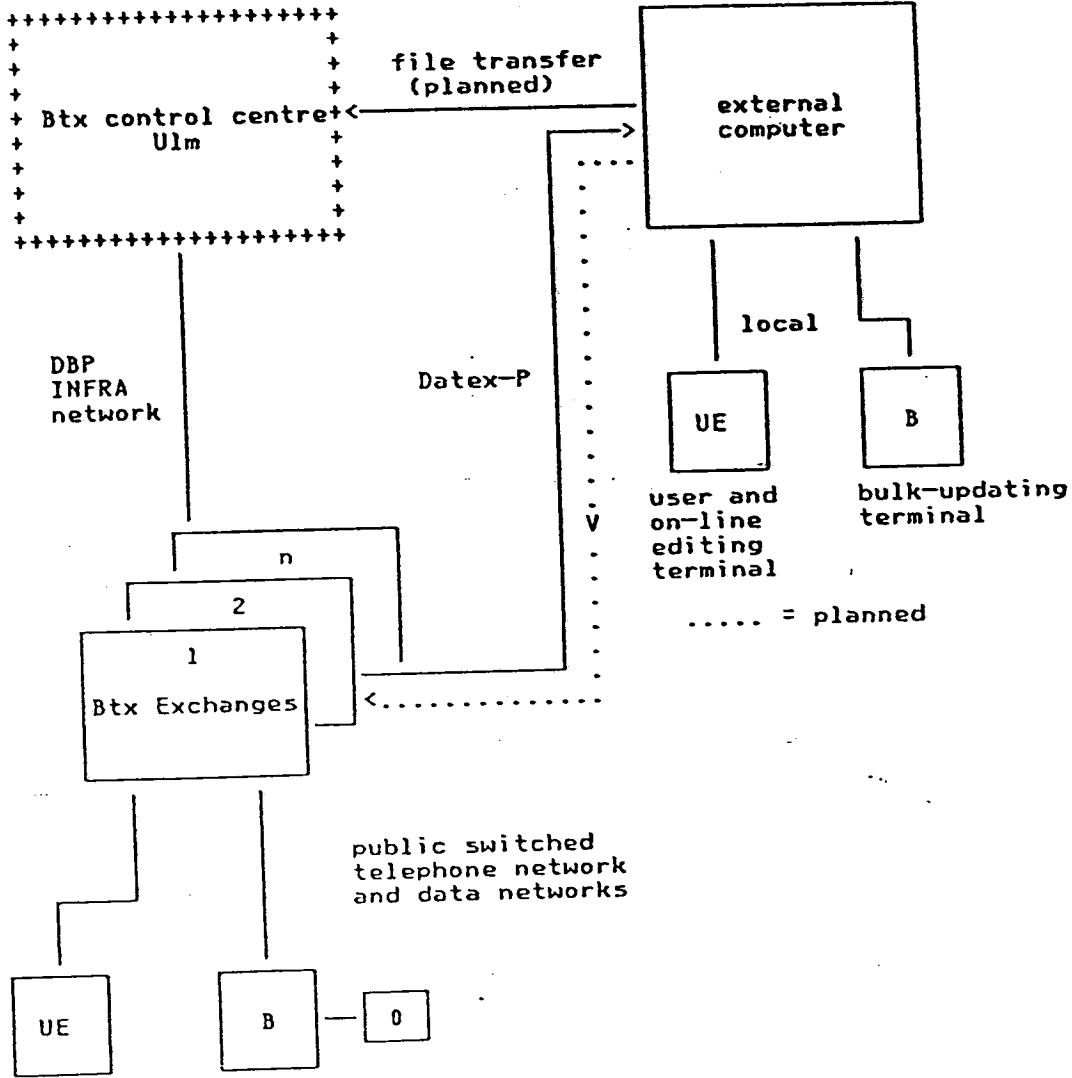 file transfer
(planned)
Btx control centre
Ulm
external
computer
local
DBP
INFRA
network
Datex-P
UE
B
user and
on-line
editing
terminal
bulk-updating
terminal
n
2
1
Btx Exchanges
..... = planned
public switched
telephone network
and data networks
UE
B
O